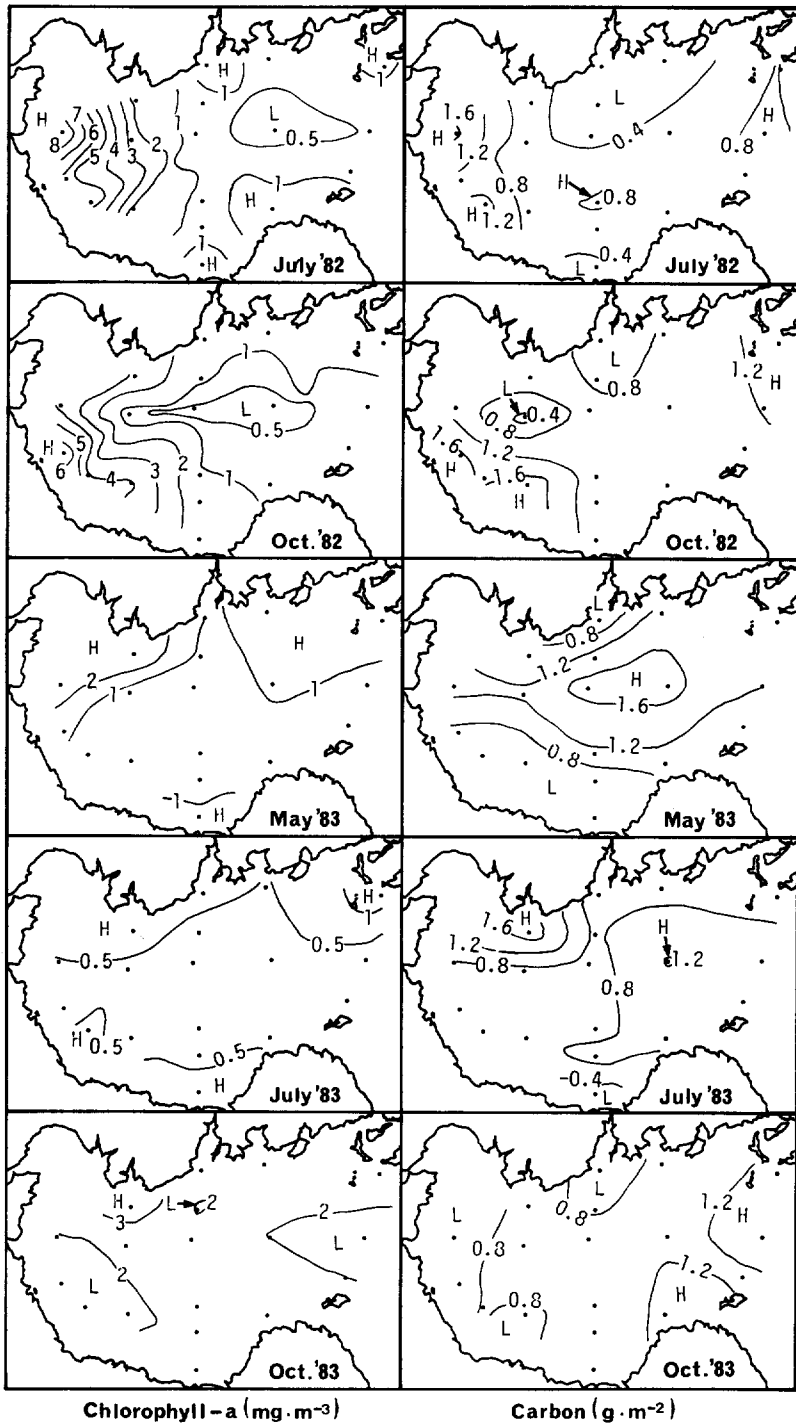 H
H
1
1
7
H
6
8
5
4
3
2
1
L
0.5
1
H
1
H
July '82
1.6
H
1.2
L
0.4
H
0.8
0.8
H
0.8
H
1.2
0.4
L
July '82
1
L
0.5
H
5
6
4
3
2
1
Oct. '82
L
0.8
1.2
H
L
0.4
0.8
1.6
1.2
H
1.6
H
Oct. '82
H
H
2
1
1
1
H
May '83
L
0.8
1.2
H
1.6
1.2
0.8
L
May '83
H
1
H
0.5
0.5
H
0.5
0.5
H
July '83
H
1.6
1.2
0.8
H
1.2
0.8
0.4
L
July '83
H
3
L
2
2
L
2
L
Oct. '83
L
0.8
1.2
H
L
0.8
1.2
H
0.8
L
Oct. '83
Chlorophyll-a (mg·m⁻³)
Carbon (g·m⁻²)